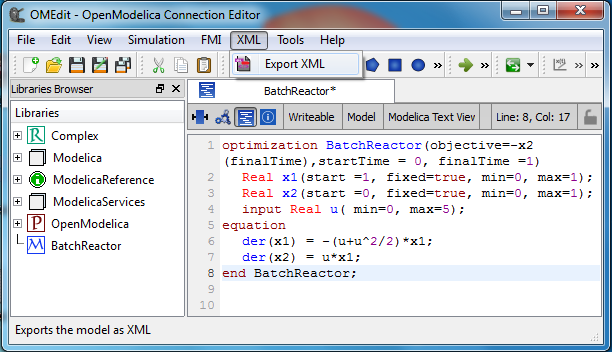 OMEdit - OpenModelica Connection Editor
File Edit View Simulation FMI XML Tools Help
Export XML
Libraries Browser
BatchReactor*
Writeable Model Modelica Text View Line: 8, Col: 17
Libraries
Complex
Modelica
ModelicaReference
ModelicaServices
OpenModelica
BatchReactor
1 optimization BatchReactor(objective=-x2
(finalTime),startTime = 0, finalTime =1)
2 Real x1(start =1, fixed=true, min=0, max=1);
3 Real x2(start =0, fixed=true, min=0, max=1);
4 input Real u( min=0, max=5);
5 equation
6 der(x1) = -(u+u^2/2)*x1;
7 der(x2) = u*x1;
8 end BatchReactor;
9
10
Exports the model as XML